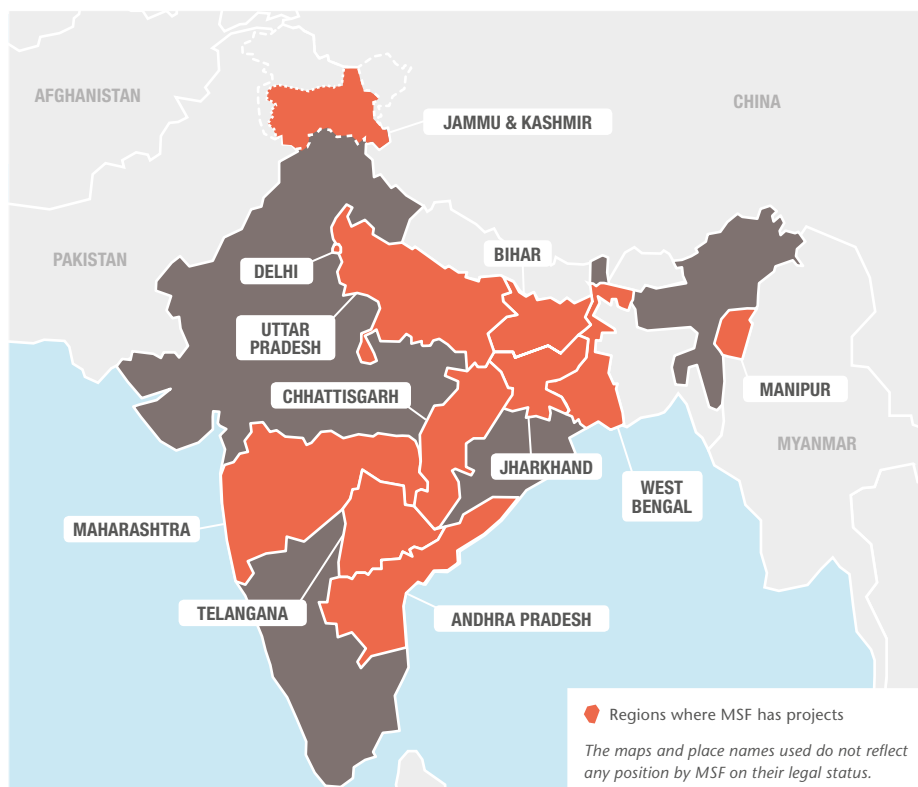 AFGHANISTAN
CHINA
JAMMU & KASHMIR
PAKISTAN
BIHAR
DELHI
UTTAR
PRADESH
CHHATTISGARH
MANIPUR
MYANMAR
JHARKHAND
WEST
BENGAL
MAHARASHTRA
TELANGANA
ANDHRA PRADESH
Regions where MSF has projects
The maps and place names used do not reflect
any position by MSF on their legal status.